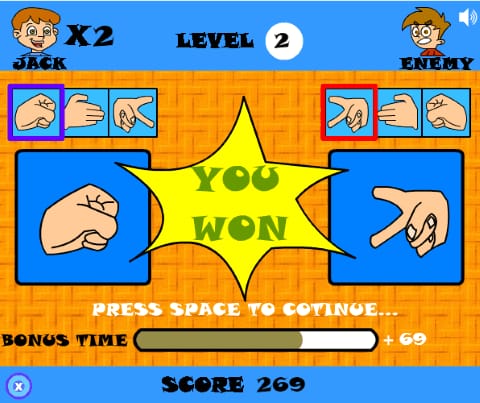 X2
LEVEL 2
JACK
ENEMY
YOU
WON
PRESS SPACE TO COTINUE...
BONUS TIME
+ 69
X
SCORE 269